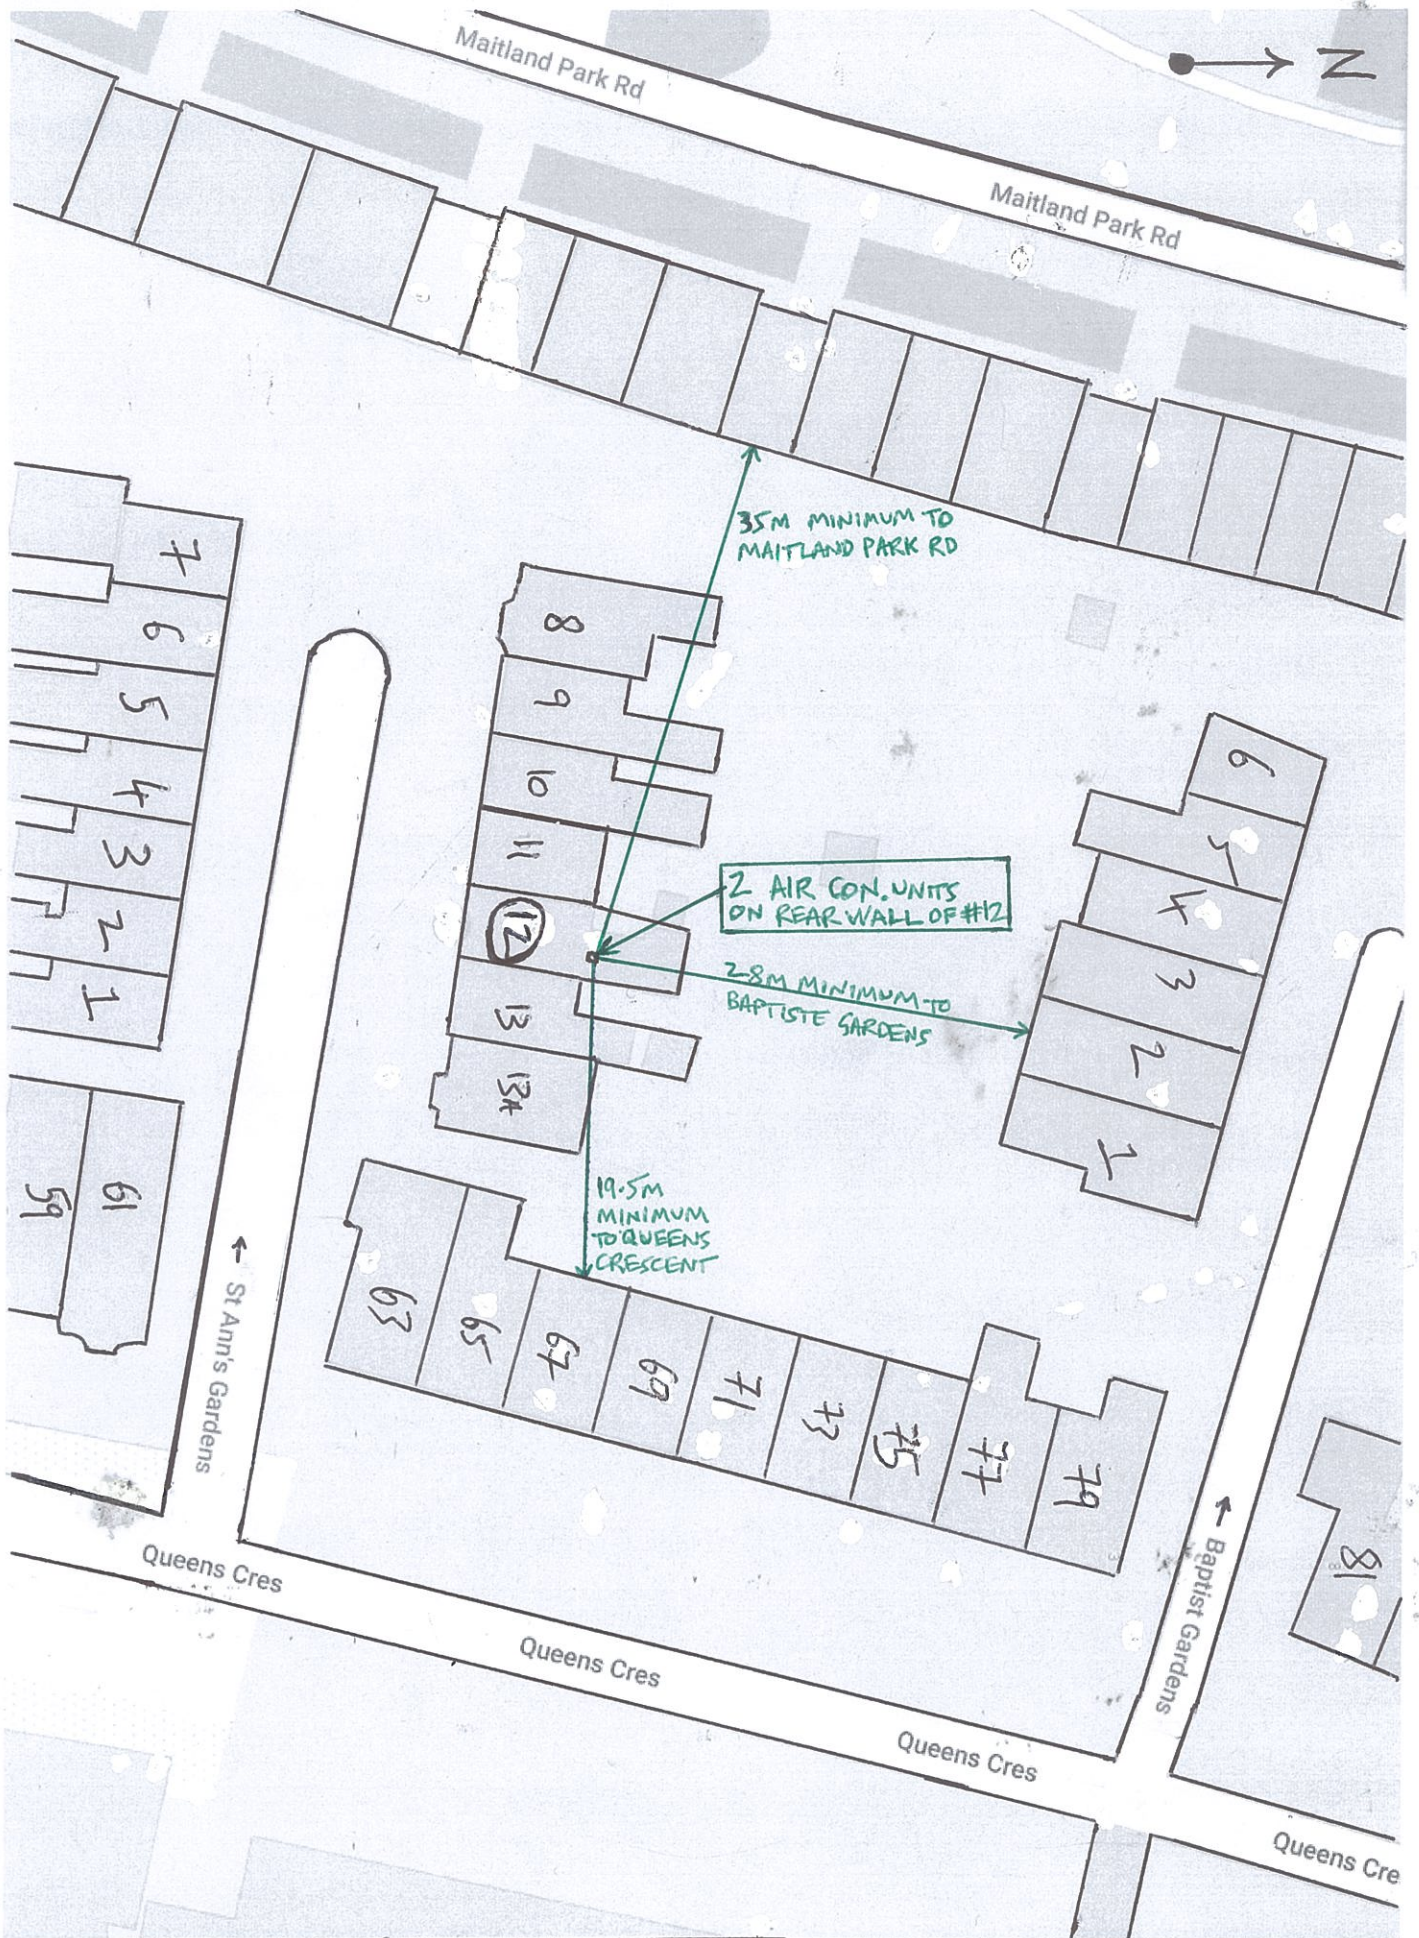 Maitland Park Rd
N
Maitland Park Rd
35M MINIMUM TO
MAITLAND PARK RD
7
6
5
4
3
2
1
61
59
8
9
10
11
12
13
13A
2 AIR CON. UNITS
ON REAR WALL OF #12
28M MINIMUM TO
BAPTISTE GARDENS
6
5
4
3
2
1
19.5M
MINIMUM
TO QUEENS
CRESCENT
63
65
67
69
71
73
75
77
79
81
← St Ann's Gardens
← Baptist Gardens
Queens Cres
Queens Cres
Queens Cres
Queens Cre